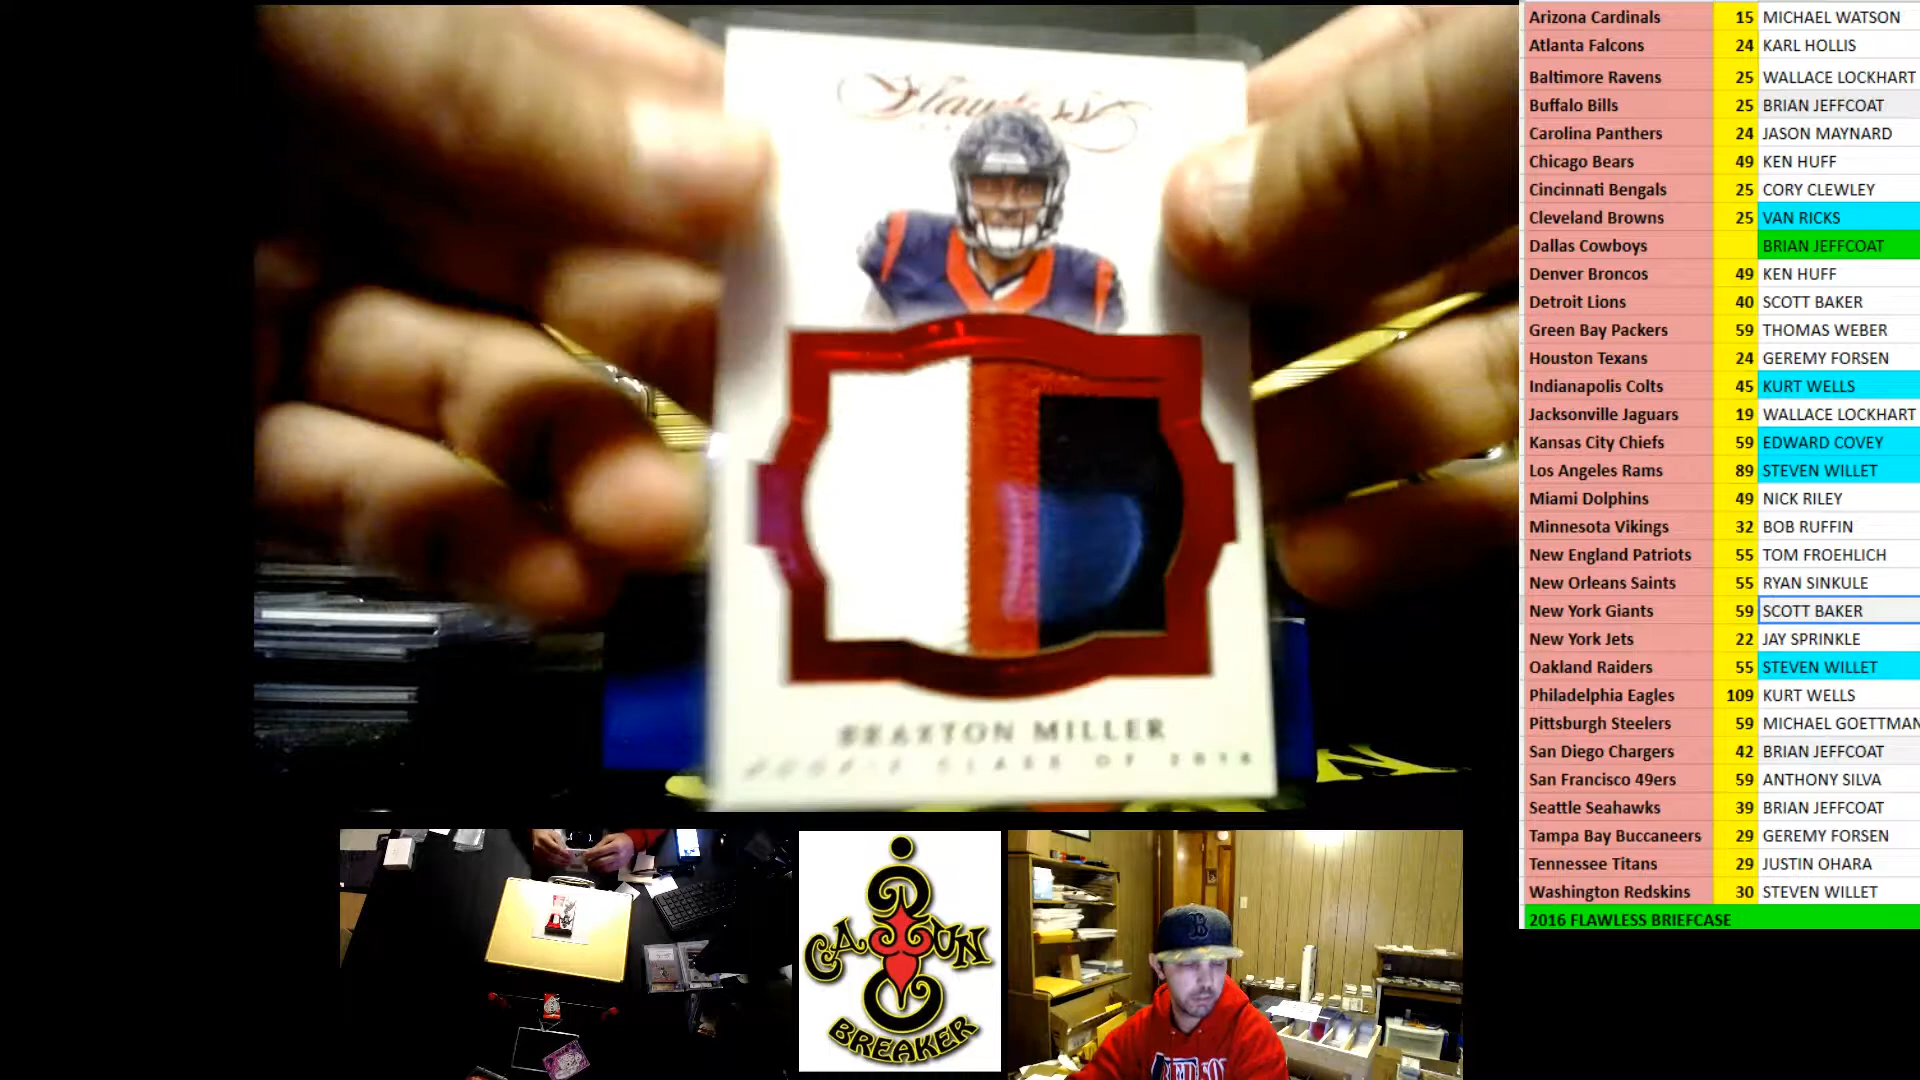 Flawless
BRAXTON MILLER
ROOKIE CLASS OF 2016
Arizona Cardinals 15 MICHAEL WATSON
Atlanta Falcons 24 KARL HOLLIS
Baltimore Ravens 25 WALLACE LOCKHART
Buffalo Bills 25 BRIAN JEFFCOAT
Carolina Panthers 24 JASON MAYNARD
Chicago Bears 49 KEN HUFF
Cincinnati Bengals 25 CORY CLEWLEY
Cleveland Browns 25 VAN RICKS
Dallas Cowboys BRIAN JEFFCOAT
Denver Broncos 49 KEN HUFF
Detroit Lions 40 SCOTT BAKER
Green Bay Packers 59 THOMAS WEBER
Houston Texans 24 GEREMY FORSEN
Indianapolis Colts 45 KURT WELLS
Jacksonville Jaguars 19 WALLACE LOCKHART
Kansas City Chiefs 59 EDWARD COVEY
Los Angeles Rams 89 STEVEN WILLET
Miami Dolphins 49 NICK RILEY
Minnesota Vikings 32 BOB RUFFIN
New England Patriots 55 TOM FROEHLICH
New Orleans Saints 55 RYAN SINKULE
New York Giants 59 SCOTT BAKER
New York Jets 22 JAY SPRINKLE
Oakland Raiders 55 STEVEN WILLET
Philadelphia Eagles 109 KURT WELLS
Pittsburgh Steelers 59 MICHAEL GOETTMAN
San Diego Chargers 42 BRIAN JEFFCOAT
San Francisco 49ers 59 ANTHONY SILVA
Seattle Seahawks 39 BRIAN JEFFCOAT
Tampa Bay Buccaneers 29 GEREMY FORSEN
Tennessee Titans 29 JUSTIN OHARA
Washington Redskins 30 STEVEN WILLET
2016 FLAWLESS BRIEFCASE
CAJUN
BREAKER
B
RED SO